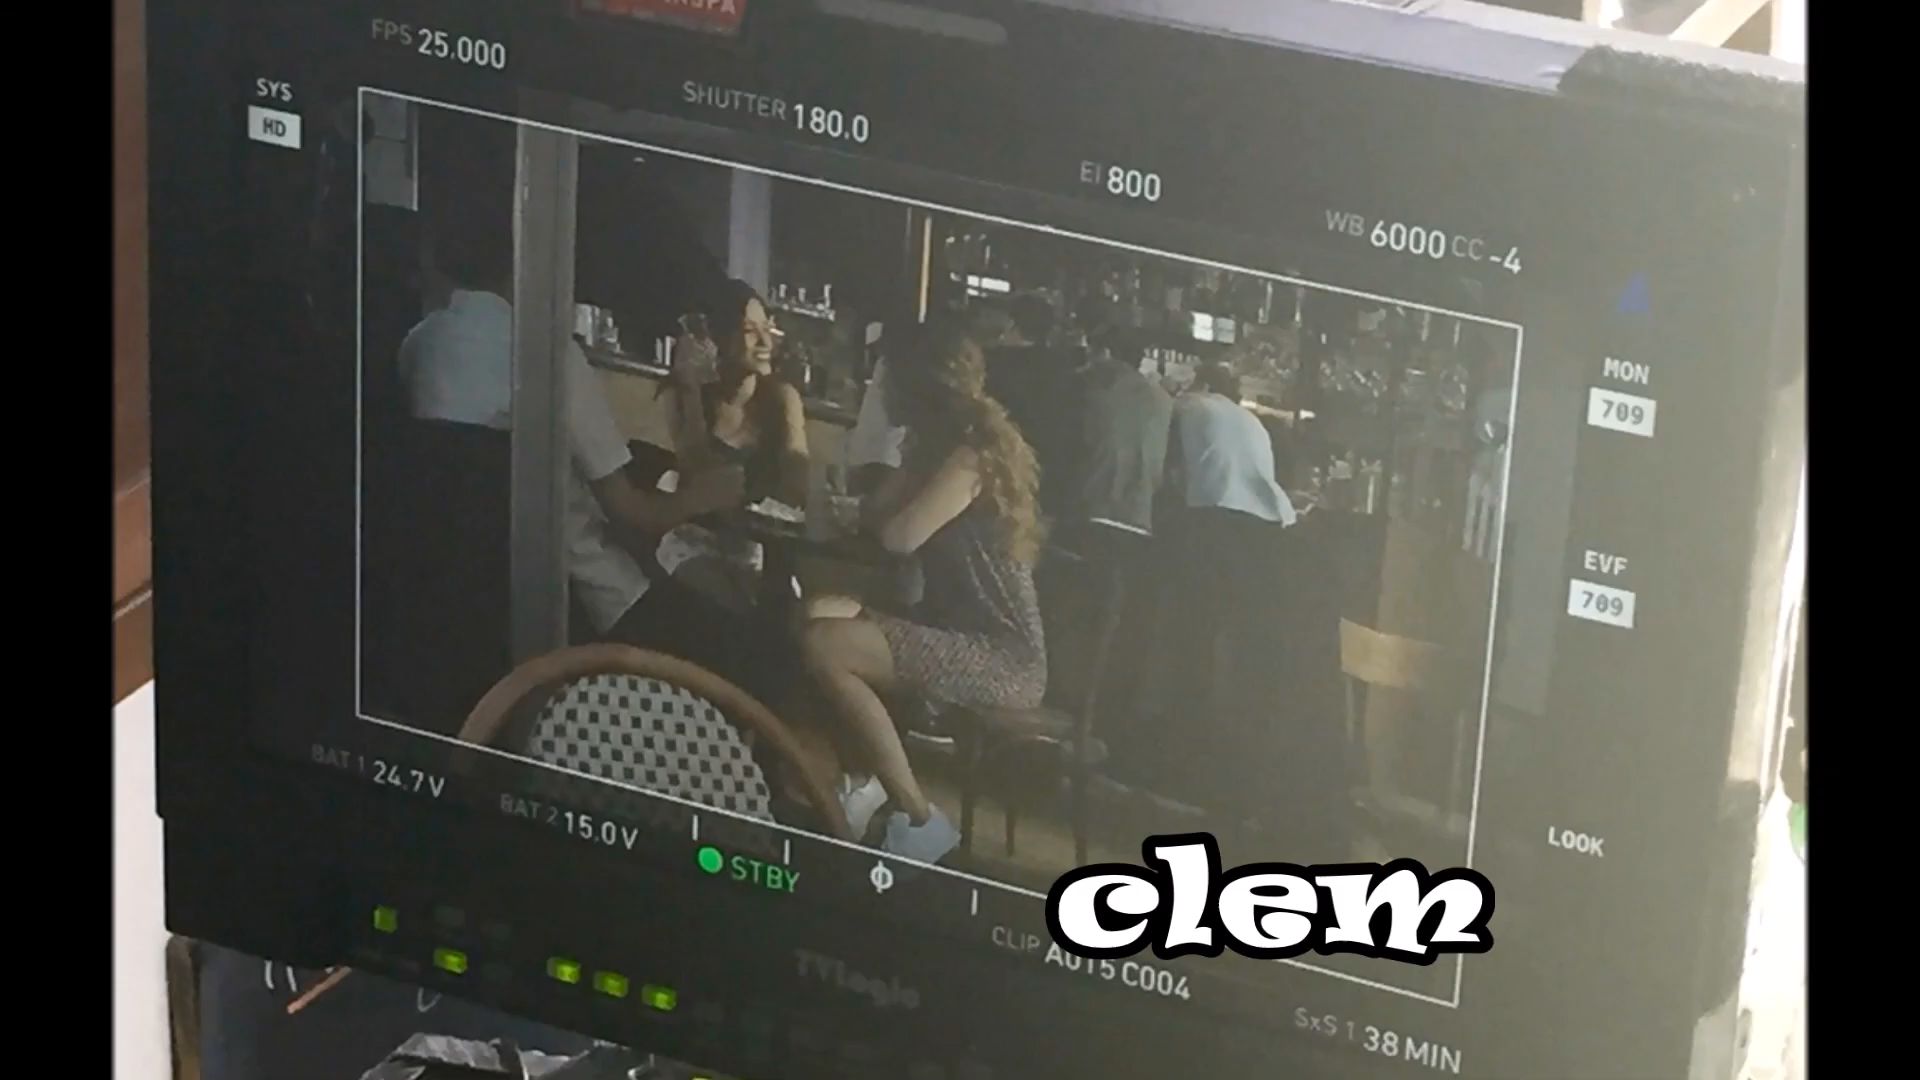 FPS 25.000
SYS
HD
SHUTTER 180.0
EI 800
WB 6000 CC -4
MON
709
EVF
709
LOOK
BAT 1 24.7 V
BAT 2 15.0 V
STBY
clem
CLIP A015 C004
TVlogic
SxS 1 38 MIN